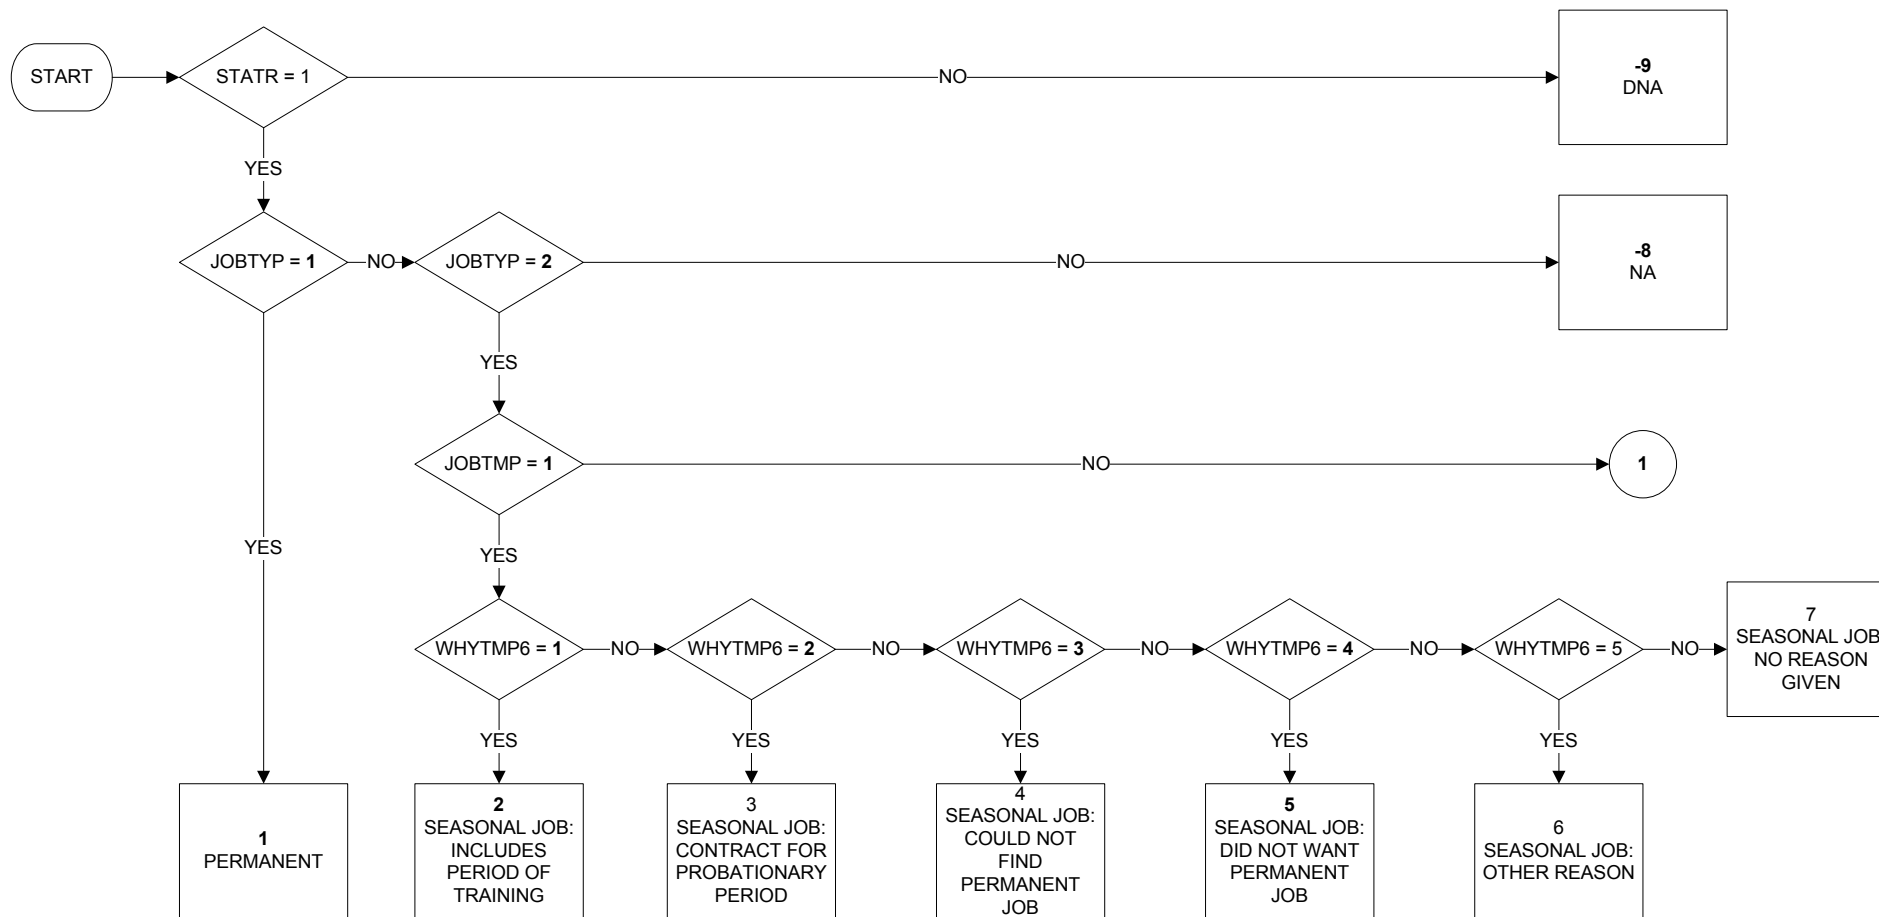 START
STATR = 1
NO
-9
DNA
YES
JOBTYP = 1
NO
JOBTYP = 2
NO
-8
NA
YES
JOBTMP = 1
NO
1
YES
YES
WHYTMP6 = 1
NO
WHYTMP6 = 2
NO
WHYTMP6 = 3
NO
WHYTMP6 = 4
NO
WHYTMP6 = 5
NO
7
SEASONAL JOB:
NO REASON
GIVEN
YES
YES
YES
YES
YES
1
PERMANENT
2
SEASONAL JOB:
INCLUDES
PERIOD OF
TRAINING
3
SEASONAL JOB:
CONTRACT FOR
PROBATIONARY
PERIOD
4
SEASONAL JOB:
COULD NOT
FIND
PERMANENT
JOB
5
SEASONAL JOB:
DID NOT WANT
PERMANENT
JOB
6
SEASONAL JOB:
OTHER REASON